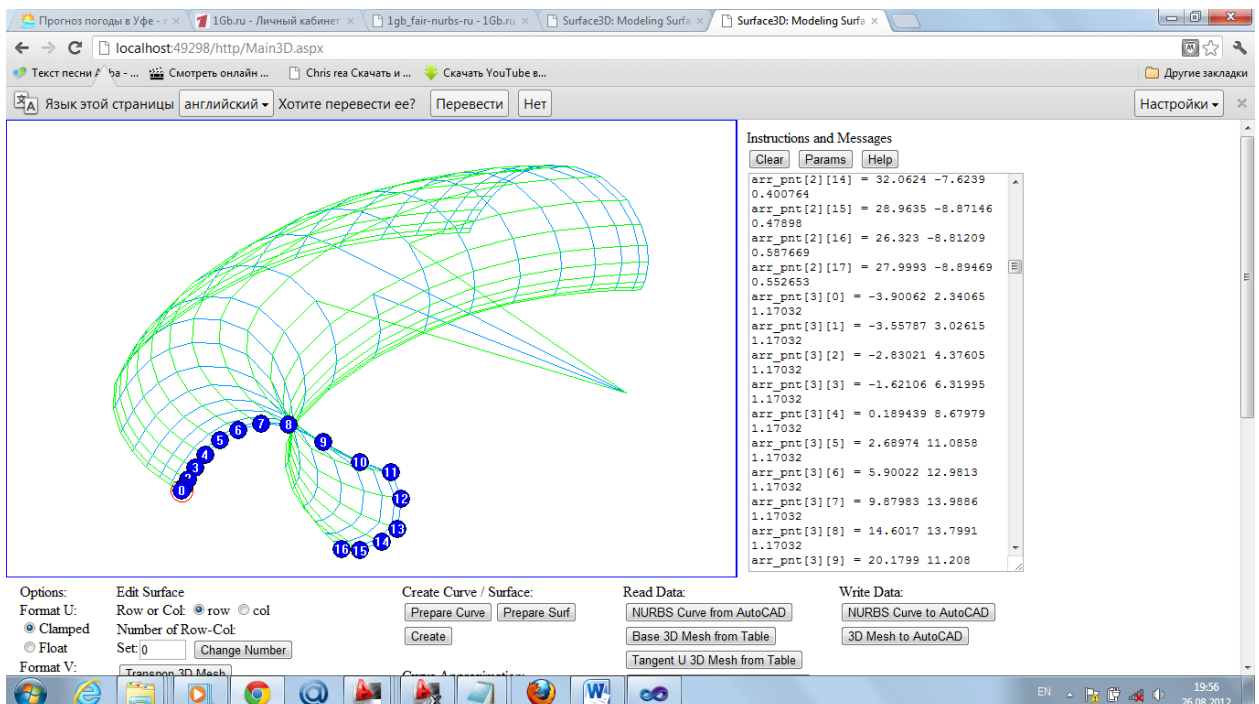 Прогноз погоды в Уфе - г
1Gb.ru - Личный кабинет
1gb_fair-nurbs-ru - 1Gb.ru
Surface3D: Modeling Surfa
Surface3D: Modeling Surfa
localhost:49298/http/Main3D.aspx
Смотреть онлайн ...
Chris rea Скачать и ...
Скачать YouTube в...
Другие закладки
Язык этой страницы английский Хотите перевести ее? Перевести Нет Настройки
Instructions and Messages
Clear Params Help
arr_pnt[2][14] = 32.0624 -7.6239
0.400764
arr_pnt[2][15] = 28.9635 -8.87146
0.47898
arr_pnt[2][16] = 26.323 -8.81209
0.587669
arr_pnt[2][17] = 27.9993 -8.89469
0.552653
arr_pnt[3][0] = -3.90062 2.34065
1.17032
arr_pnt[3][1] = -3.55787 3.02615
1.17032
arr_pnt[3][2] = -2.83021 4.37605
1.17032
arr_pnt[3][3] = -1.62106 6.31995
1.17032
arr_pnt[3][4] = 0.189439 8.67979
1.17032
arr_pnt[3][5] = 2.68974 11.0858
1.17032
arr_pnt[3][6] = 5.90022 12.9813
1.17032
arr_pnt[3][7] = 9.87983 13.9886
1.17032
arr_pnt[3][8] = 14.6017 13.7991
1.17032
arr_pnt[3][9] = 20.1799 11.208
0
2
3
4
5
6
7
8
9
10
11
12
13
14
15
16
Options:
Format U:
Clamped
Float
Format V:
Edit Surface
Row or Col: row col
Number of Row-Col:
Set: 0 Change Number
Transpon 3D Mesh
Create Curve / Surface:
Prepare Curve Prepare Surf
Create
Curve Approximation:
Read Data:
NURBS Curve from AutoCAD
Base 3D Mesh from Table
Tangent U 3D Mesh from Table
Write Data:
NURBS Curve to AutoCAD
3D Mesh to AutoCAD
EN
19:56
26.08.2012